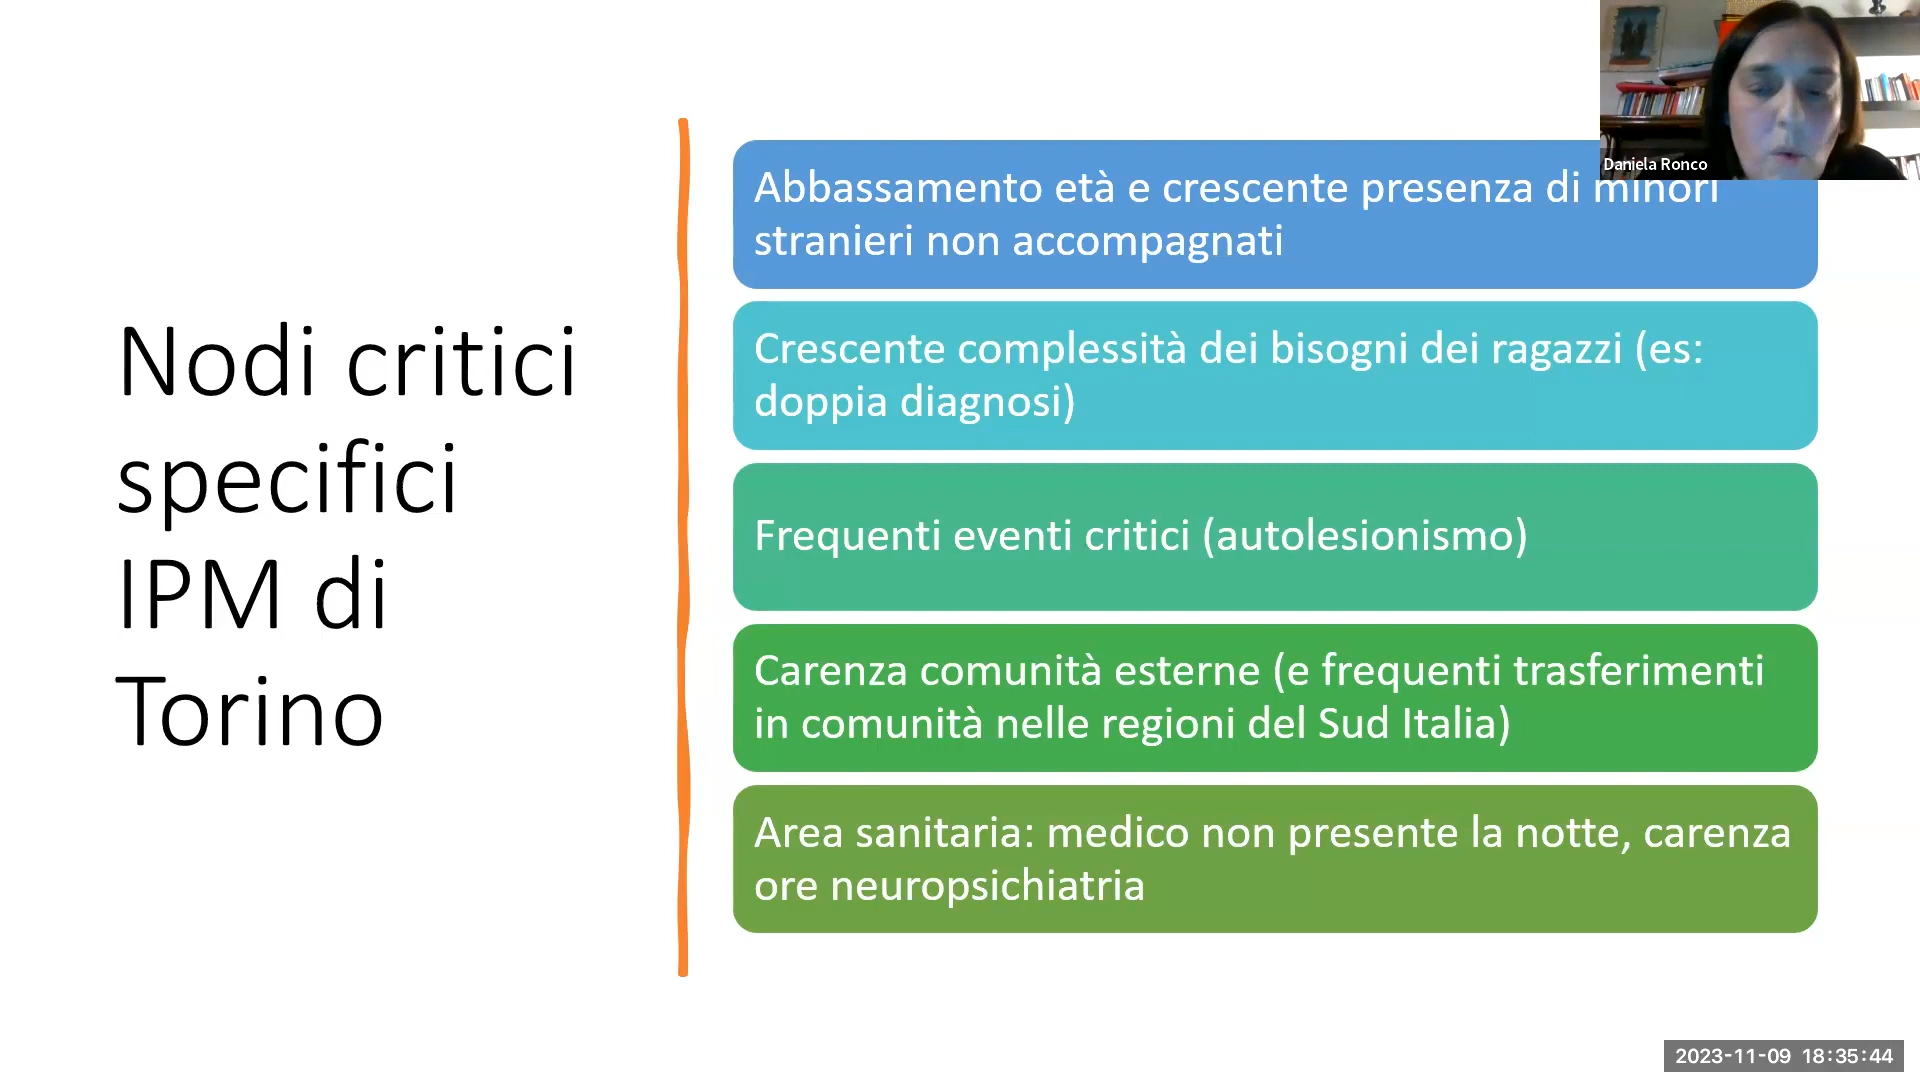 Daniela Ronco
Nodi critici
specifici
IPM di
Torino
Abbassamento età e crescente presenza di minori
stranieri non accompagnati
Crescente complessità dei bisogni dei ragazzi (es:
doppia diagnosi)
Frequenti eventi critici (autolesionismo)
Carenza comunità esterne (e frequenti trasferimenti
in comunità nelle regioni del Sud Italia)
Area sanitaria: medico non presente la notte, carenza
ore neuropsichiatria
2023-11-09 18:35:44